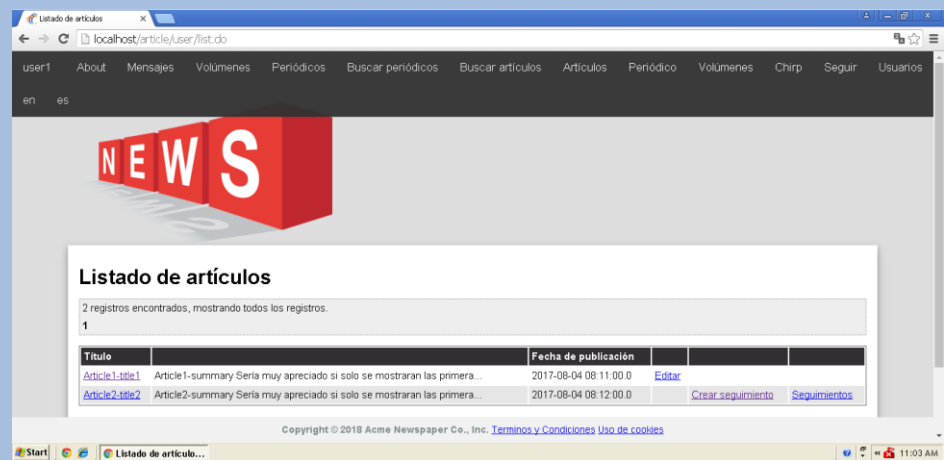 Listado de artículos
localhost/article/user/list.do
user1 About Mensajes Volúmenes Periódicos Buscar periódicos Buscar artículos Artículos Periódico Volúmenes Chirp Seguir Usuarios
en es
NEWS
Listado de artículos
2 registros encontrados, mostrando todos los registros.
1
Título Fecha de publicación
Article1-title1 Article1-summary Sería muy apreciado si solo se mostraran las primera... 2017-08-04 08:11:00.0 Editar
Article2-title2 Article2-summary Sería muy apreciado si solo se mostraran las primera... 2017-08-04 08:12:00.0 Crear seguimiento Seguimientos
Copyright © 2018 Acme Newspaper Co., Inc. Terminos y Condiciones Uso de cookies
Start Listado de artículo... 11:03 AM